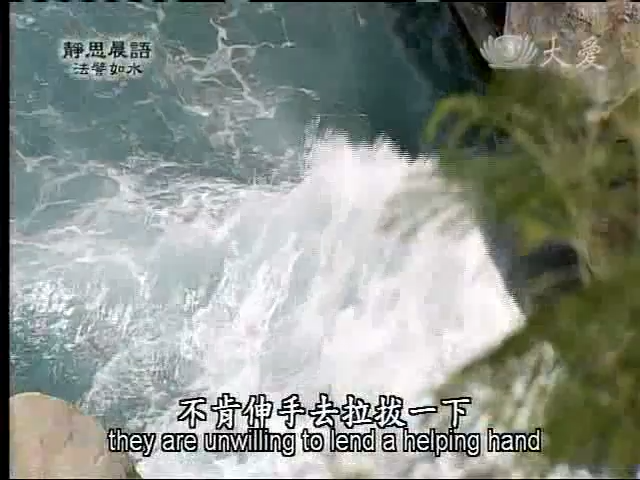 靜思晨語
法譬如水
大愛
不肯伸手去拉拔一下
they are unwilling to lend a helping hand